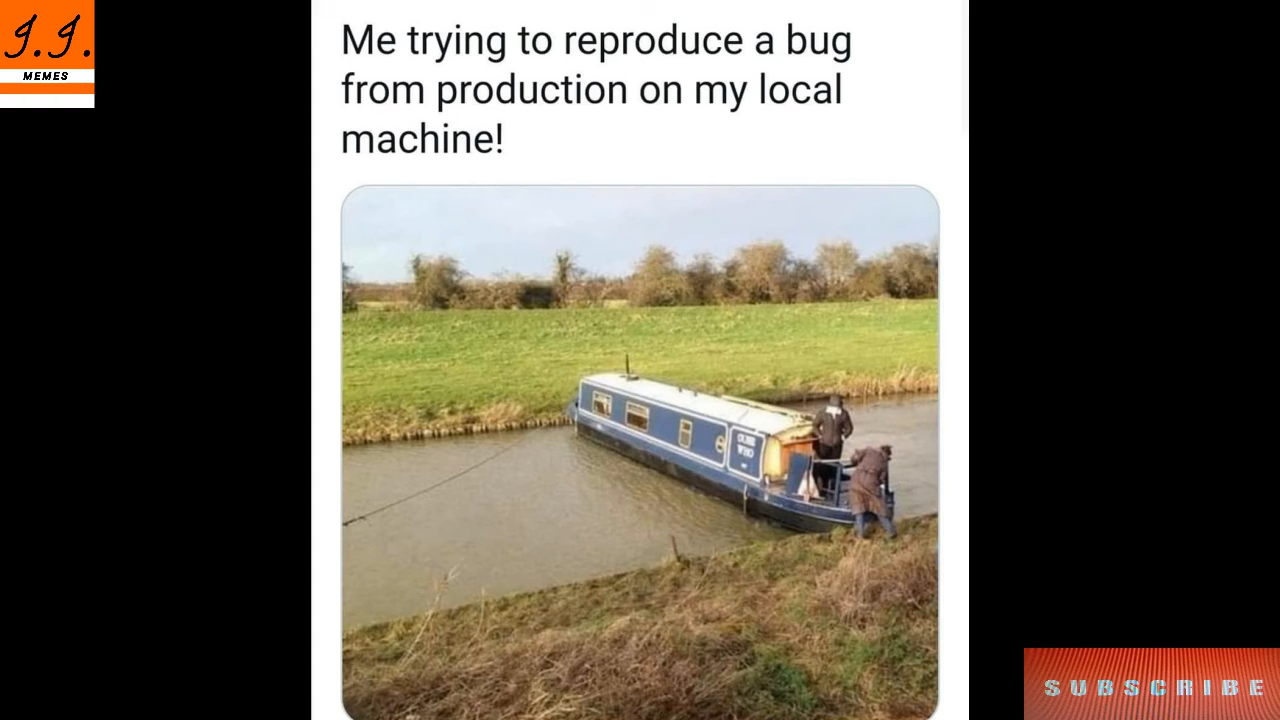 J.J.
MEMES
Me trying to reproduce a bug
from production on my local
machine!
SUBSCRIBE